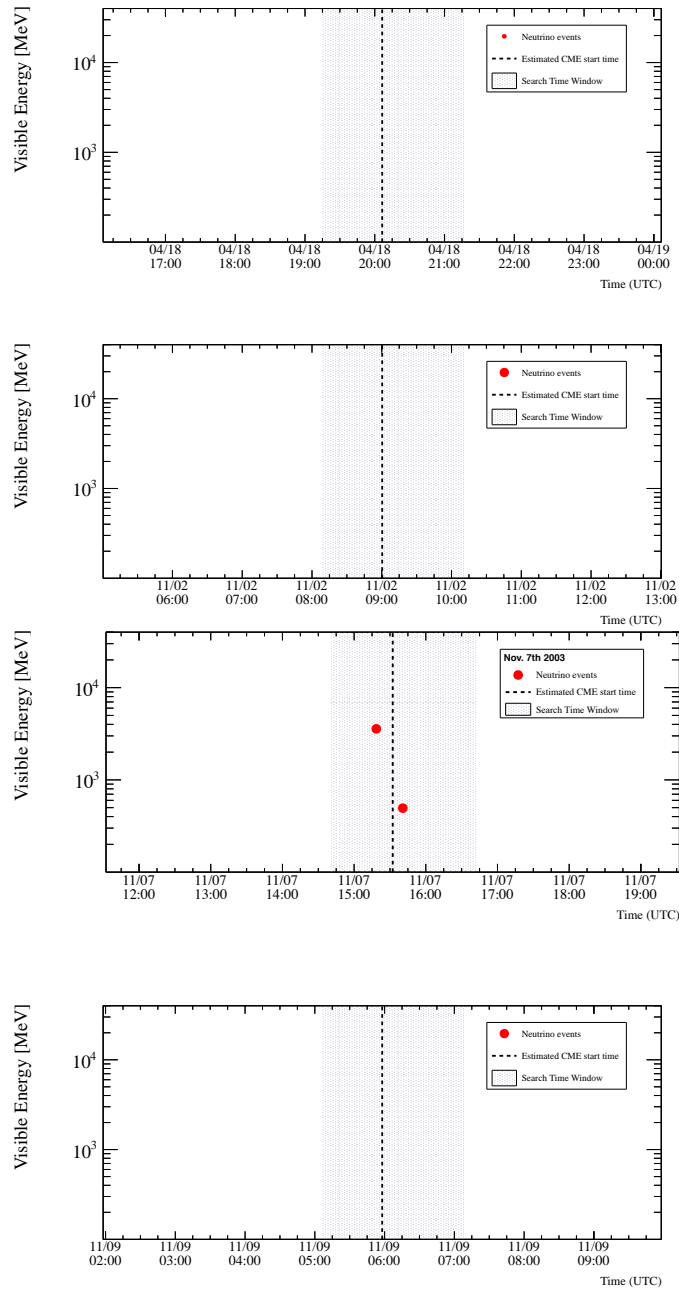 Visible Energy [MeV]
10^4
10^3
Neutrino events
Estimated CME start time
Search Time Window
04/18 04/18 04/18 04/18 04/18 04/18 04/18 04/19
17:00 18:00 19:00 20:00 21:00 22:00 23:00 00:00
Time (UTC)
Visible Energy [MeV]
10^4
10^3
Neutrino events
Estimated CME start time
Search Time Window
11/02 11/02 11/02 11/02 11/02 11/02 11/02 11/02
06:00 07:00 08:00 09:00 10:00 11:00 12:00 13:00
Time (UTC)
Visible Energy [MeV]
10^4
10^3
Nov. 7th 2003
Neutrino events
Estimated CME start time
Search Time Window
11/07 11/07 11/07 11/07 11/07 11/07 11/07 11/07
12:00 13:00 14:00 15:00 16:00 17:00 18:00 19:00
Time (UTC)
Visible Energy [MeV]
10^4
10^3
Neutrino events
Estimated CME start time
Search Time Window
11/09 11/09 11/09 11/09 11/09 11/09 11/09 11/09
02:00 03:00 04:00 05:00 06:00 07:00 08:00 09:00
Time (UTC)